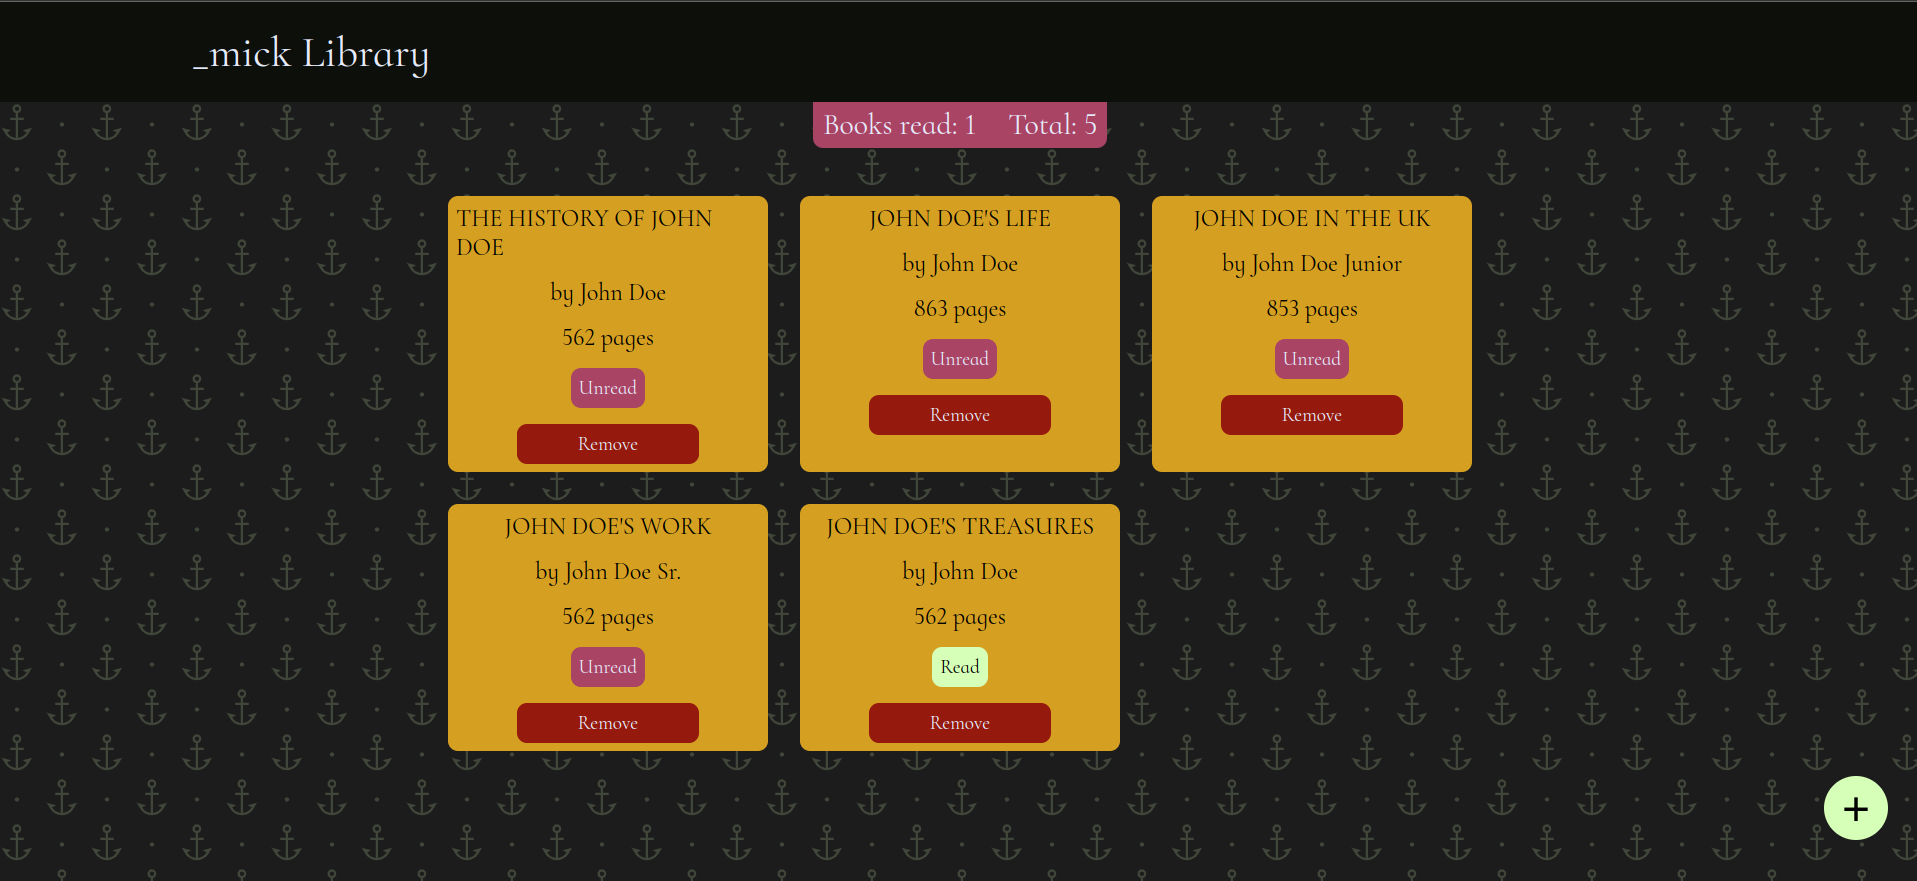 _mick Library
Books read: 1 Total: 5
THE HISTORY OF JOHN
DOE
by John Doe
562 pages
Unread
Remove
JOHN DOE'S LIFE
by John Doe
863 pages
Unread
Remove
JOHN DOE IN THE UK
by John Doe Junior
853 pages
Unread
Remove
JOHN DOE'S WORK
by John Doe Sr.
562 pages
Unread
Remove
JOHN DOE'S TREASURES
by John Doe
562 pages
Read
Remove
+